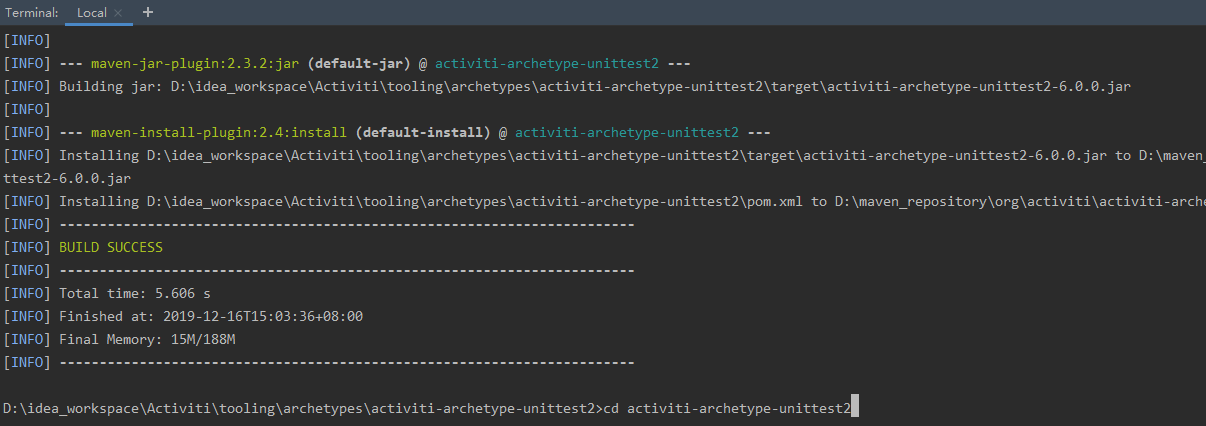 Terminal: Local × +
[INFO]
[INFO] --- maven-jar-plugin:2.3.2:jar (default-jar) @ activiti-archetype-unittest2 ---
[INFO] Building jar: D:\idea_workspace\Activiti\tooling\archetypes\activiti-archetype-unittest2\target\activiti-archetype-unittest2-6.0.0.jar
[INFO]
[INFO] --- maven-install-plugin:2.4:install (default-install) @ activiti-archetype-unittest2 ---
[INFO] Installing D:\idea_workspace\Activiti\tooling\archetypes\activiti-archetype-unittest2\target\activiti-archetype-unittest2-6.0.0.jar to D:\maven_
ttest2-6.0.0.jar
[INFO] Installing D:\idea_workspace\Activiti\tooling\archetypes\activiti-archetype-unittest2\pom.xml to D:\maven_repository\org\activiti\activiti-arche
[INFO] ------------------------------------------------------------------------
[INFO] BUILD SUCCESS
[INFO] ------------------------------------------------------------------------
[INFO] Total time: 5.606 s
[INFO] Finished at: 2019-12-16T15:03:36+08:00
[INFO] Final Memory: 15M/188M
[INFO] ------------------------------------------------------------------------
D:\idea_workspace\Activiti\tooling\archetypes\activiti-archetype-unittest2>cd activiti-archetype-unittest2